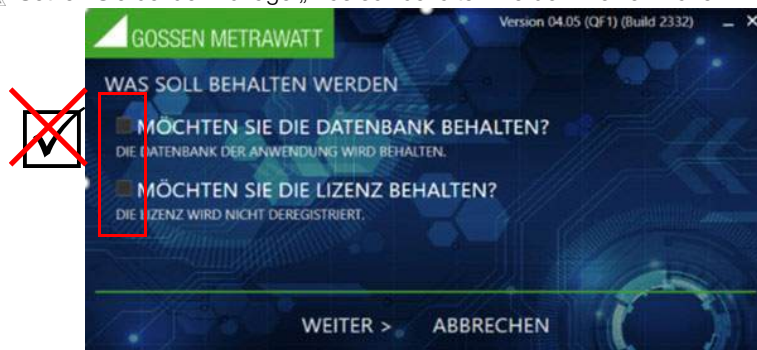 GOSSEN METRAWATT
Version 04.05 (QF1) (Build 2332)
WAS SOLL BEHALTEN WERDEN
MÖCHTEN SIE DIE DATENBANK BEHALTEN?
DIE DATENBANK DER ANWENDUNG WIRD BEHALTEN.
MÖCHTEN SIE DIE LIZENZ BEHALTEN?
DIE LIZENZ WIRD NICHT DEREGISTRIERT.
WEITER > ABBRECHEN